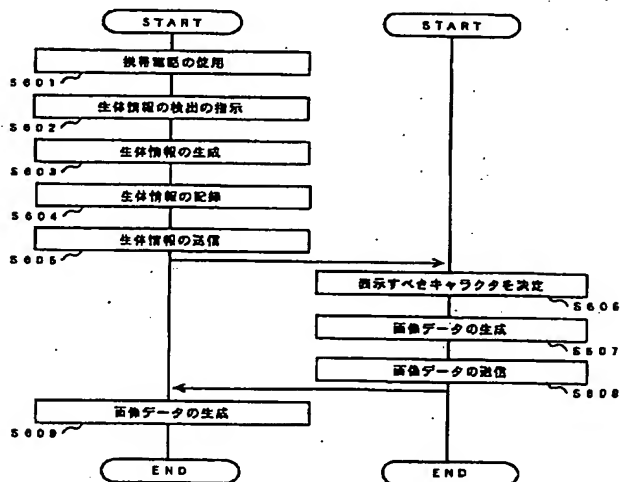 START
START
携帯電話の使用
S601
生体情報の検出の指示
S602
生体情報の生成
S603
生体情報の記録
S604
生体情報の送信
S605
表示すべきキャラクタを決定
S606
画像データの生成
S607
画像データの送信
S608
画像データの生成
S609
END
END